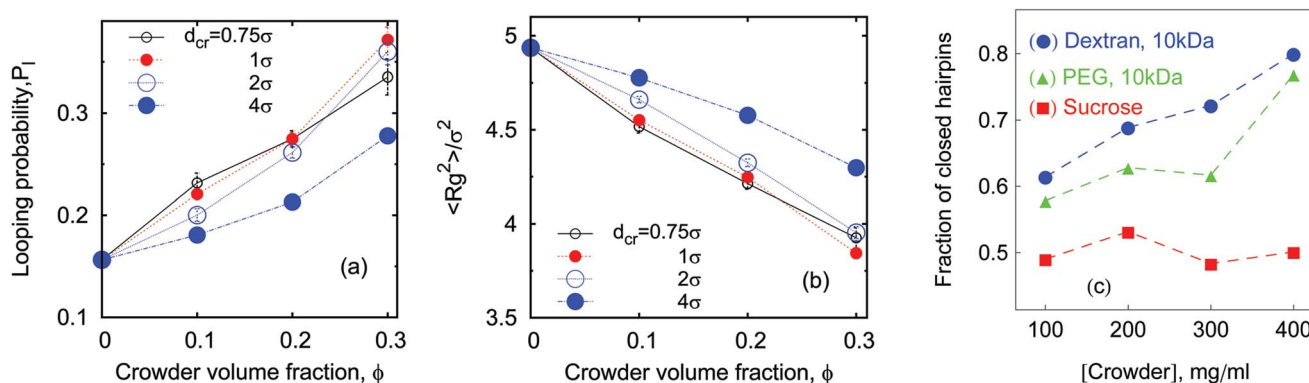 Looping probability,P_l
0.3
0.2
0.1
0
0.1
0.2
0.3
Crowder volume fraction, ϕ
d_cr=0.75σ
1σ
2σ
4σ
(a)
<Rg²>/σ²
5
4.5
4
3.5
0
0.1
0.2
0.3
Crowder volume fraction, ϕ
d_cr=0.75σ
1σ
2σ
4σ
(b)
Fraction of closed hairpins
0.8
0.7
0.6
0.5
100
200
300
400
[Crowder], mg/ml
( ) Dextran, 10kDa
PEG, 10kDa
( ) Sucrose
(c)